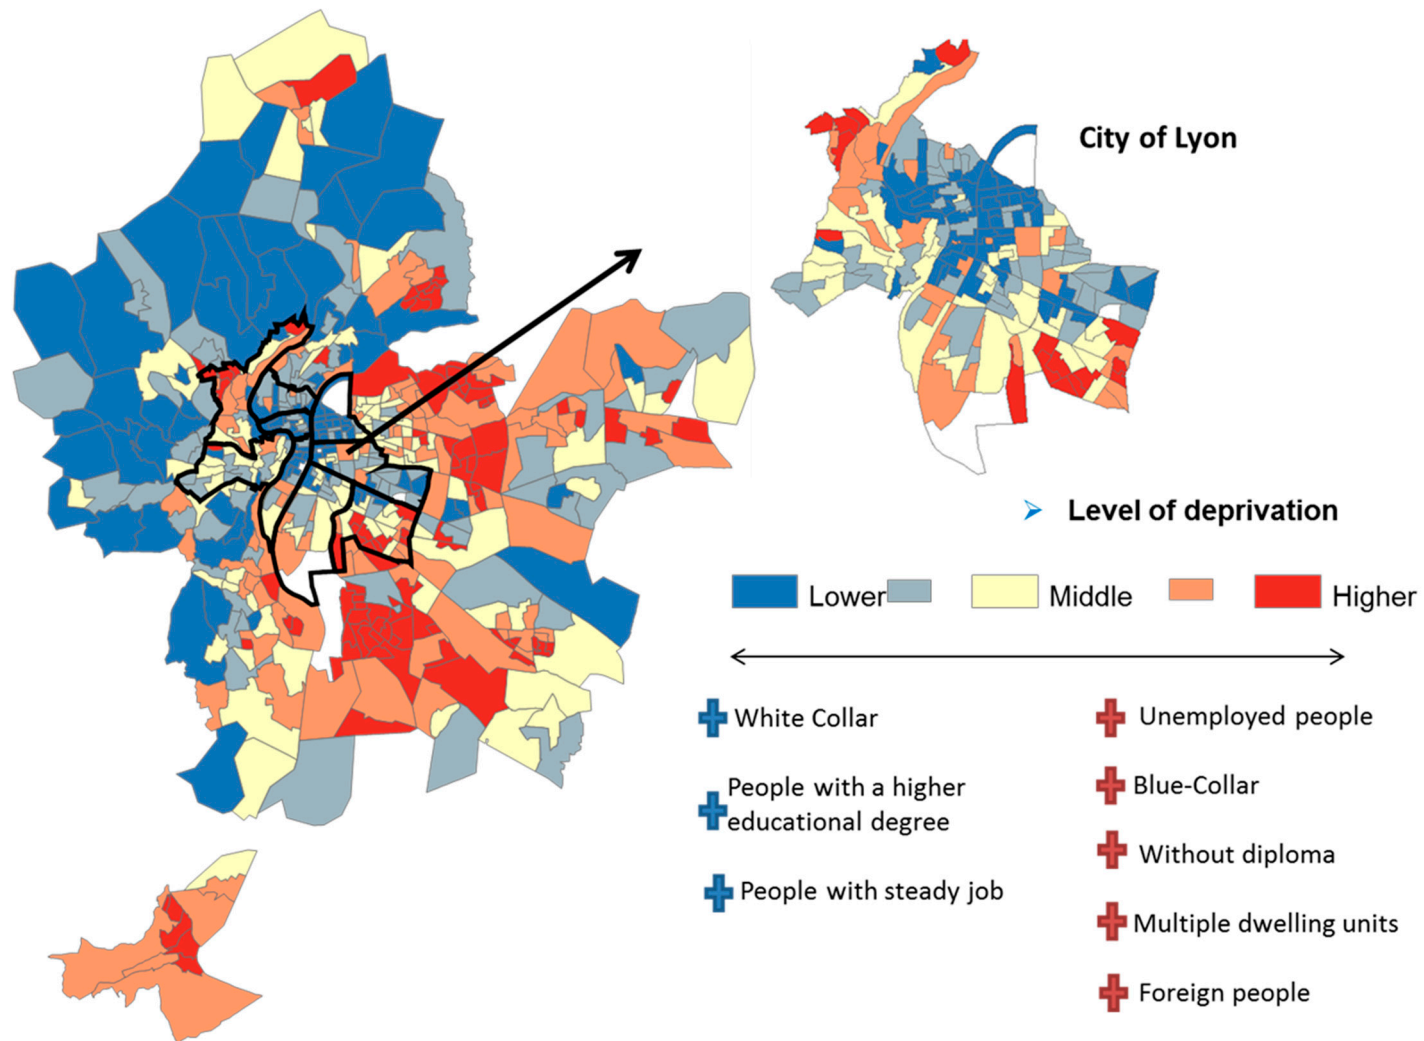 City of Lyon
Level of deprivation
Lower
Middle
Higher
White Collar
People with a higher
educational degree
People with steady job
Unemployed people
Blue-Collar
Without diploma
Multiple dwelling units
Foreign people